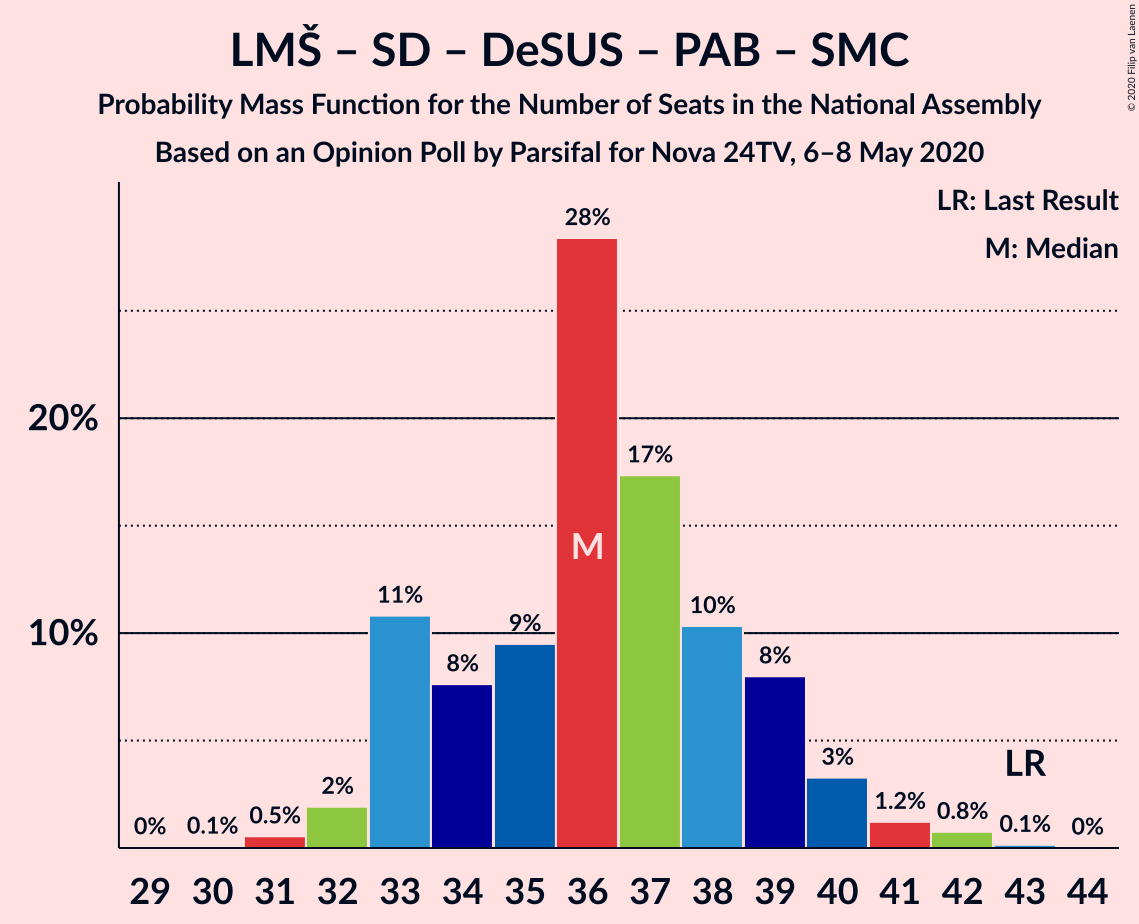 LMŠ – SD – DeSUS – PAB – SMC
Probability Mass Function for the Number of Seats in the National Assembly
Based on an Opinion Poll by Parsifal for Nova 24TV, 6–8 May 2020
© 2020 Filip van Laenen
LR: Last Result
M: Median
28%
20%
17%
M
11%
10%
9%
10%
8%
8%
3%
LR
2%
1.2%
0.8%
0.5%
0.1%
0%
0.1%
0%
29 30 31 32 33 34 35 36 37 38 39 40 41 42 43 44